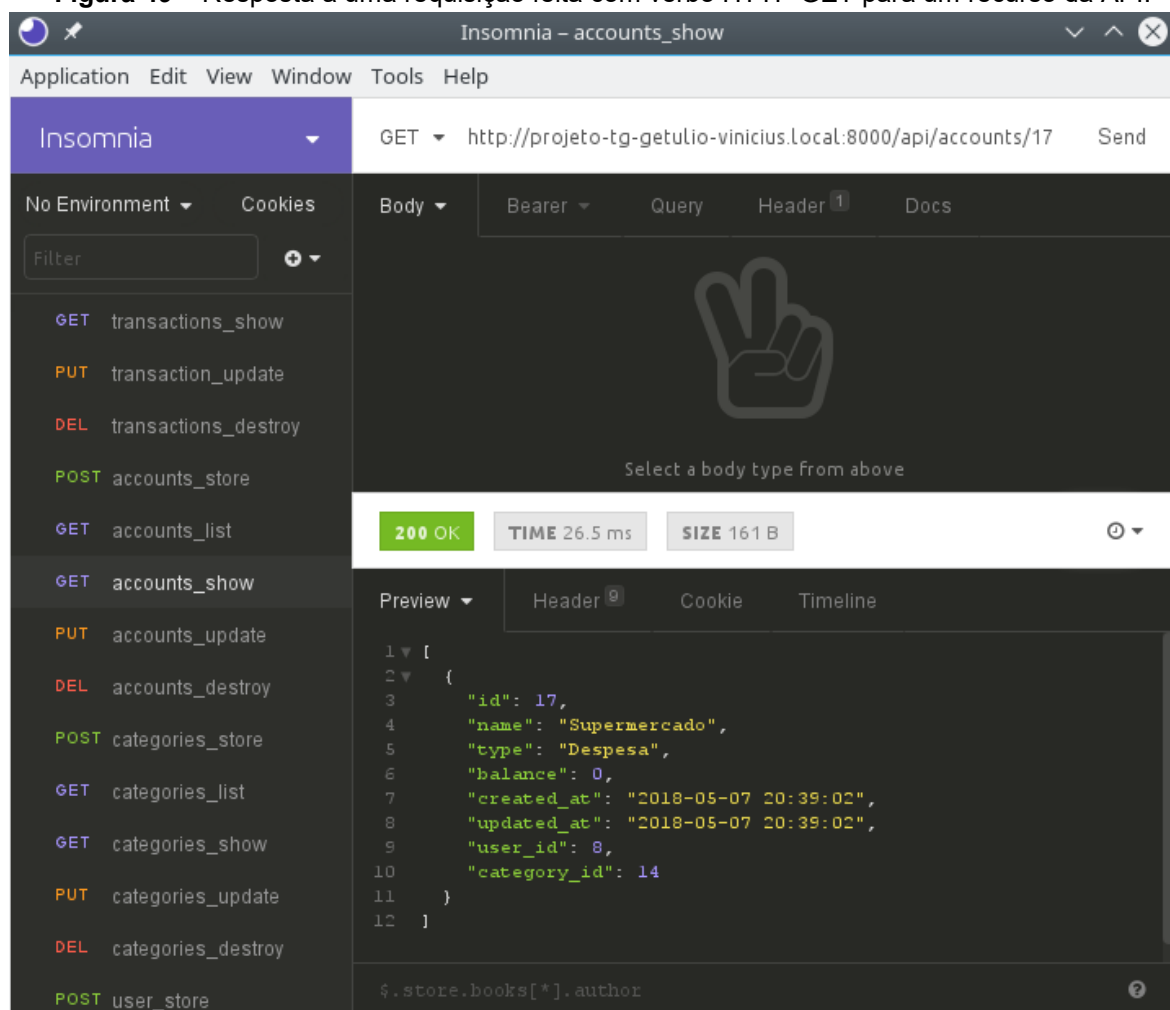 Insomnia – accounts_show
Application Edit View Window Tools Help
Insomnia
GET http://projeto-tg-getulio-vinicius.local:8000/api/accounts/17 Send
No Environment Cookies
Body Bearer Query Header 1 Docs
Filter
GET transactions_show
PUT transaction_update
DEL transactions_destroy
POST accounts_store
GET accounts_list
GET accounts_show
PUT accounts_update
DEL accounts_destroy
POST categories_store
GET categories_list
GET categories_show
PUT categories_update
DEL categories_destroy
POST user_store
Select a body type from above
200 OK TIME 26.5 ms SIZE 161 B
Preview Header 9 Cookie Timeline
1 [
2 {
3 "id": 17,
4 "name": "Supermercado",
5 "type": "Despesa",
6 "balance": 0,
7 "created_at": "2018-05-07 20:39:02",
8 "updated_at": "2018-05-07 20:39:02",
9 "user_id": 8,
10 "category_id": 14
11 }
12 ]
$.store.books[*].author